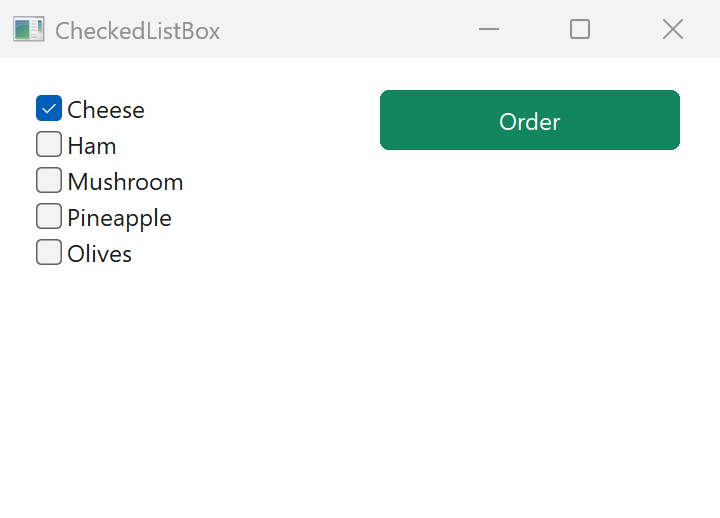 CheckedListBox
Cheese
Order
Ham
Mushroom
Pineapple
Olives